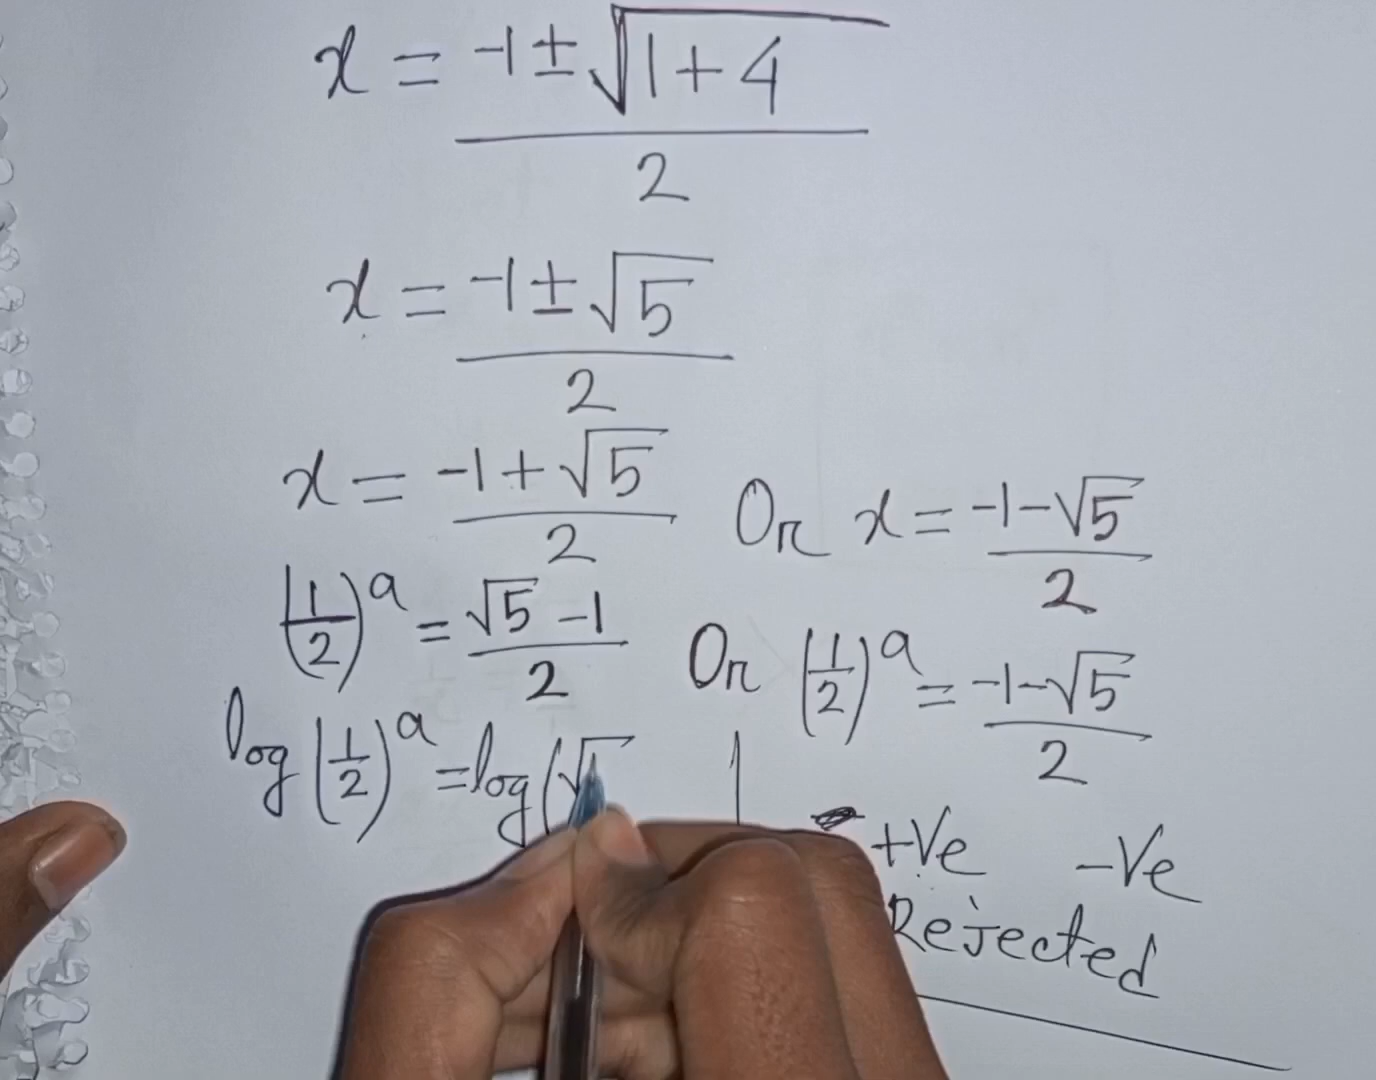 x = -1 ± √1+4 / 2
x = -1 ± √5 / 2
x = -1 + √5 / 2 Or x = -1-√5 / 2
(1/2)^a = √5 -1 / 2 Or (1/2)^a = -1-√5 / 2
log (1/2)^a = log (√
+Ve -Ve
Rejected